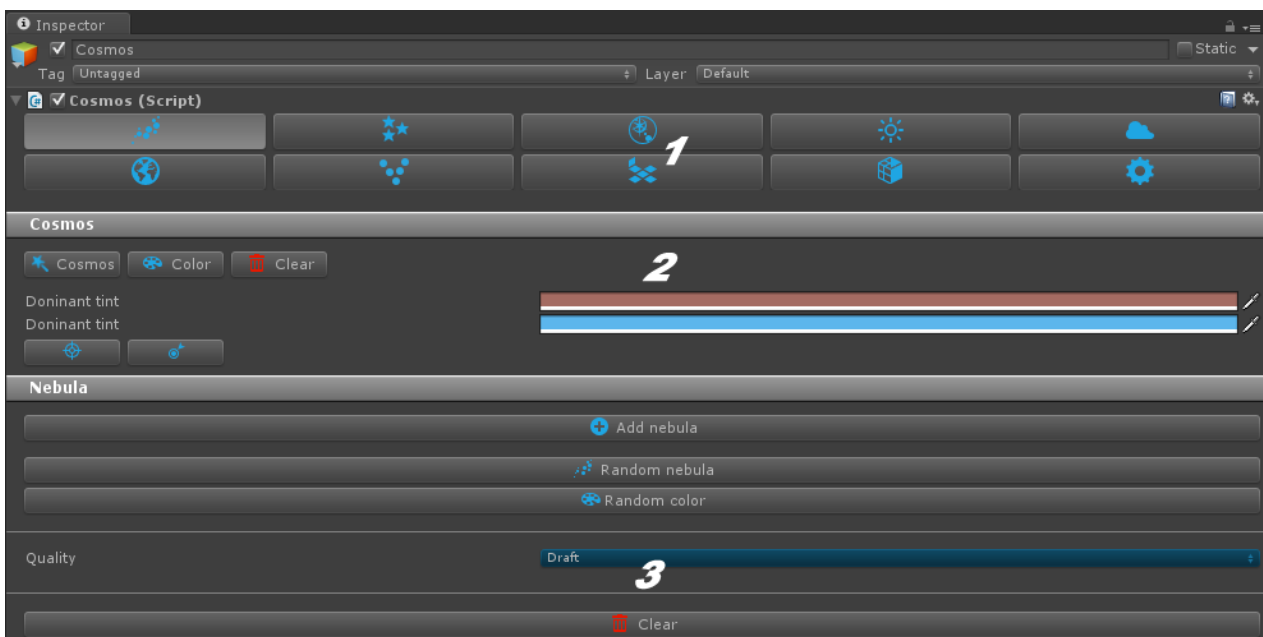 Inspector
Cosmos Static
Tag Untagged Layer Default
Cosmos (Script)
1
Cosmos
Cosmos Color Clear
2
Doninant tint
Doninant tint
Nebula
Add nebula
Random nebula
Random color
Quality Draft
3
Clear